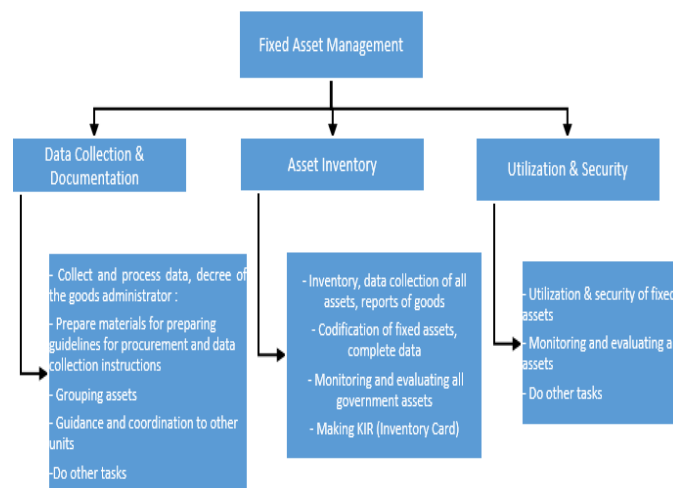 Fixed Asset Management
Data Collection &
Documentation
Asset Inventory
Utilization & Security
- Collect and process data, decree of
the goods administrator :
- Prepare materials for preparing
guidelines for procurement and data
collection instructions
- Grouping assets
- Guidance and coordination to other
units
-Do other tasks
- Inventory, data collection of all
assets, reports of goods
- Codification of fixed assets,
complete data
- Monitoring and evaluating all
government assets
- Making KIR (Inventory Card)
- Utilization & security of fixed
assets
- Monitoring and evaluating
assets
- Do other tasks